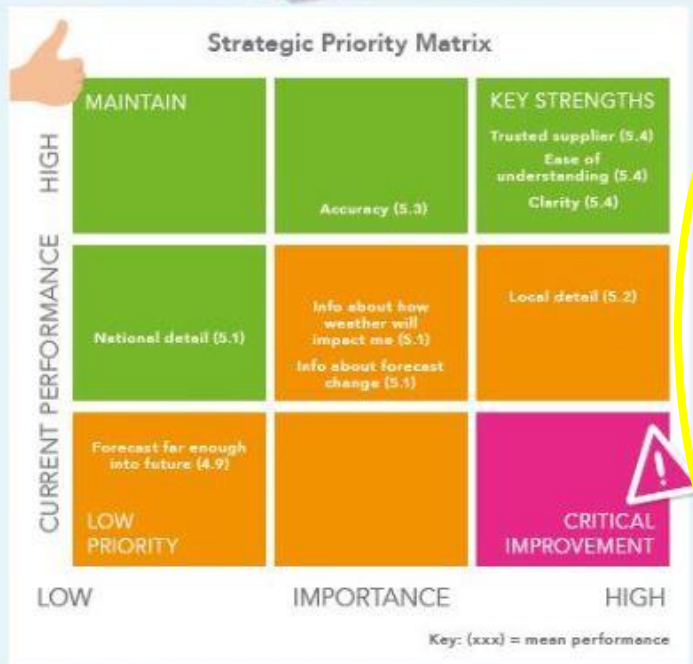 Strategic Priority Matrix
MAINTAIN
KEY STRENGTHS
Trusted supplier (5.4)
Ease of
understanding (5.4)
Clarity (5.4)
Accuracy (5.3)
HIGH
CURRENT PERFORMANCE
National detail (5.1)
Info about how
weather will
impact me (5.1)
Info about forecast
change (5.1)
Local detail (5.2)
Forecast far enough
into future (4.9)
LOW
PRIORITY
CRITICAL
IMPROVEMENT
LOW
IMPORTANCE
HIGH
Key: (xxx) = mean performance